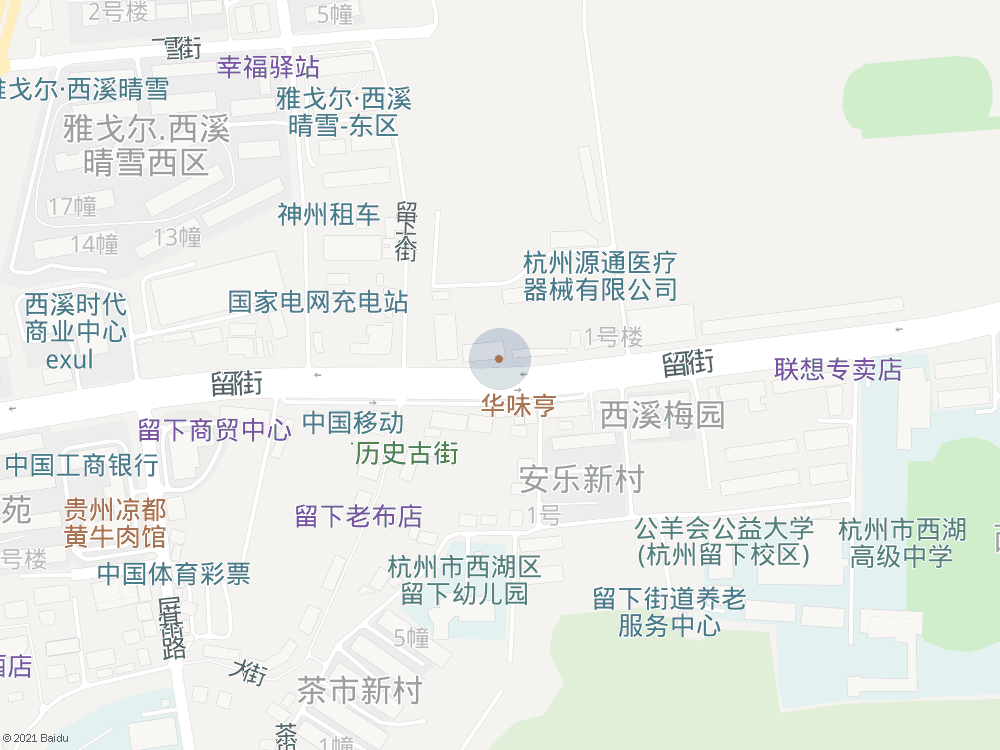 2号楼
5幢
雪街
幸福驿站
雅戈尔·西溪晴雪
雅戈尔·西溪
晴雪-东区
雅戈尔.西溪
晴雪西区
17幢
14幢
13幢
神州租车
留下大街
杭州源通医疗
器械有限公司
西溪时代
商业中心
exul
国家电网充电站
1号楼
留街
留街
联想专卖店
华味亨
中国移动
西溪梅园
留下商贸中心
历史古街
中国工商银行
安乐新村
苑
贵州凉都
黄牛肉馆
留下老布店
1号
公羊会公益大学
(杭州留下校区)
杭州市西湖
高级中学
号楼
中国体育彩票
杭州市西湖区
留下幼儿园
留下街道养老
服务中心
5幢
酒店
大街
茶市新村
1幢
© 2021 Baidu